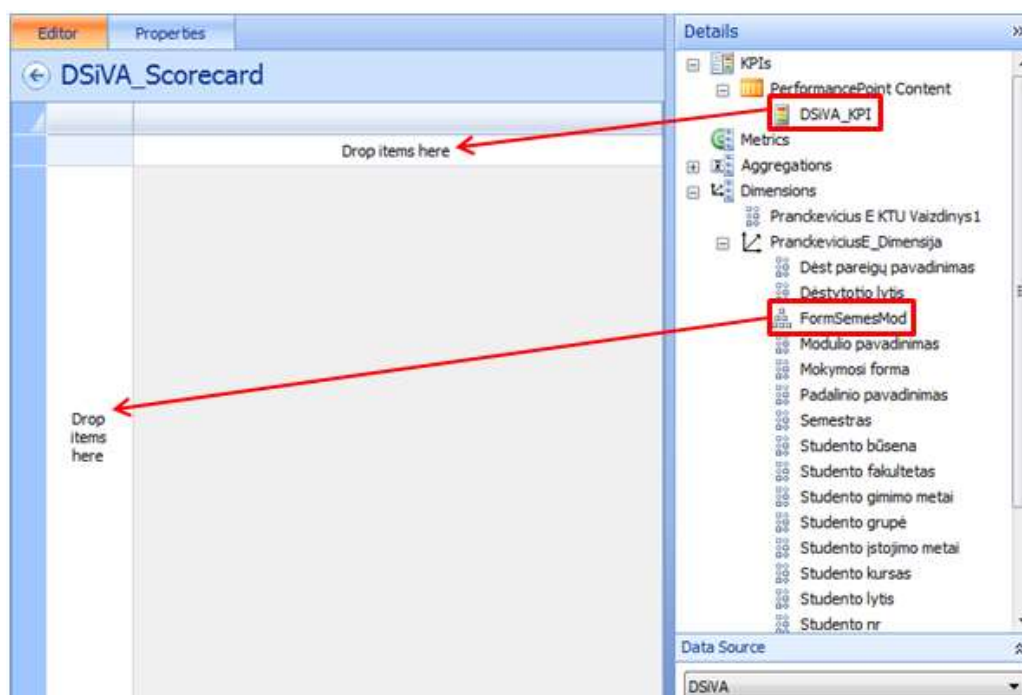 Editor
Properties
DSiVA_Scorecard
Drop items here
Drop
items
here
Details
KPIs
PerformancePoint Content
DSiVA_KPI
Metrics
Aggregations
Dimensions
Pranckevicius E KTU Vaizdinys1
PranckeviciusE_Dimensija
Dėst pareigų pavadinimas
Dėstytotio lytis
FormSemesMod
Modulio pavadinimas
Mokymosi forma
Padalinio pavadinimas
Semestras
Studento būsena
Studento fakultetas
Studento gimimo metai
Studento grupė
Studento įstojimo metai
Studento kursas
Studento lytis
Studento nr
Data Source
DSiVA